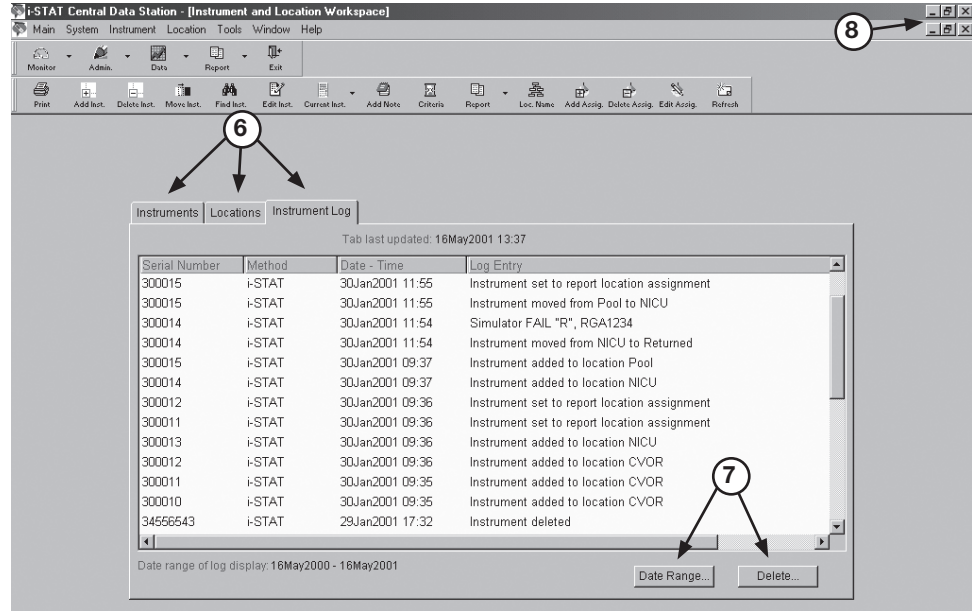 i-STAT Central Data Station - [Instrument and Location Workspace]
Main System Instrument Location Tools Window Help
8
Monitor Admin. Data Report Exit
Print Add Inst. Delete Inst. Move Inst. Find Inst. Edit Inst. Current Inst. Add Note Criteria Report Loc. Name Add Assig. Delete Assig. Edit Assig. Refresh
6
Instruments Locations Instrument Log
Tab last updated: 16May2001 13:37
Serial Number Method Date - Time Log Entry
300015 i-STAT 30Jan2001 11:55 Instrument set to report location assignment
300015 i-STAT 30Jan2001 11:55 Instrument moved from Pool to NICU
300014 i-STAT 30Jan2001 11:54 Simulator FAIL "R", RGA1234
300014 i-STAT 30Jan2001 11:54 Instrument moved from NICU to Returned
300015 i-STAT 30Jan2001 09:37 Instrument added to location Pool
300014 i-STAT 30Jan2001 09:37 Instrument added to location NICU
300012 i-STAT 30Jan2001 09:36 Instrument set to report location assignment
300011 i-STAT 30Jan2001 09:36 Instrument set to report location assignment
300013 i-STAT 30Jan2001 09:36 Instrument added to location NICU
300012 i-STAT 30Jan2001 09:36 Instrument added to location CVOR
300011 i-STAT 30Jan2001 09:35 Instrument added to location CVOR
300010 i-STAT 30Jan2001 09:35 Instrument added to location CVOR
34556543 i-STAT 29Jan2001 17:32 Instrument deleted
7
Date range of log display: 16May2000 - 16May2001
Date Range... Delete...